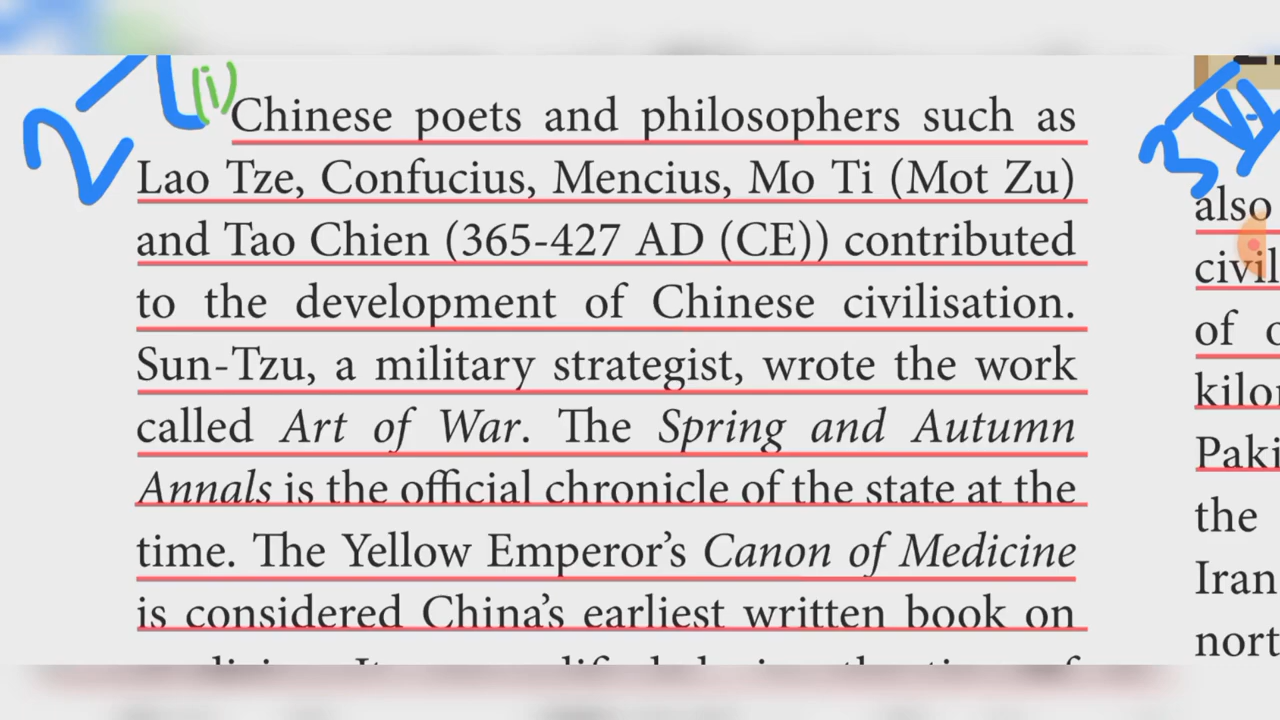 2-
(i)
Chinese poets and philosophers such as
Lao Tze, Confucius, Mencius, Mo Ti (Mot Zu)
and Tao Chien (365-427 AD (CE)) contributed
to the development of Chinese civilisation.
Sun-Tzu, a military strategist, wrote the work
called Art of War. The Spring and Autumn
Annals is the official chronicle of the state at the
time. The Yellow Emperor’s Canon of Medicine
is considered China’s earliest written book on
3 VI
also
of
the
Iran